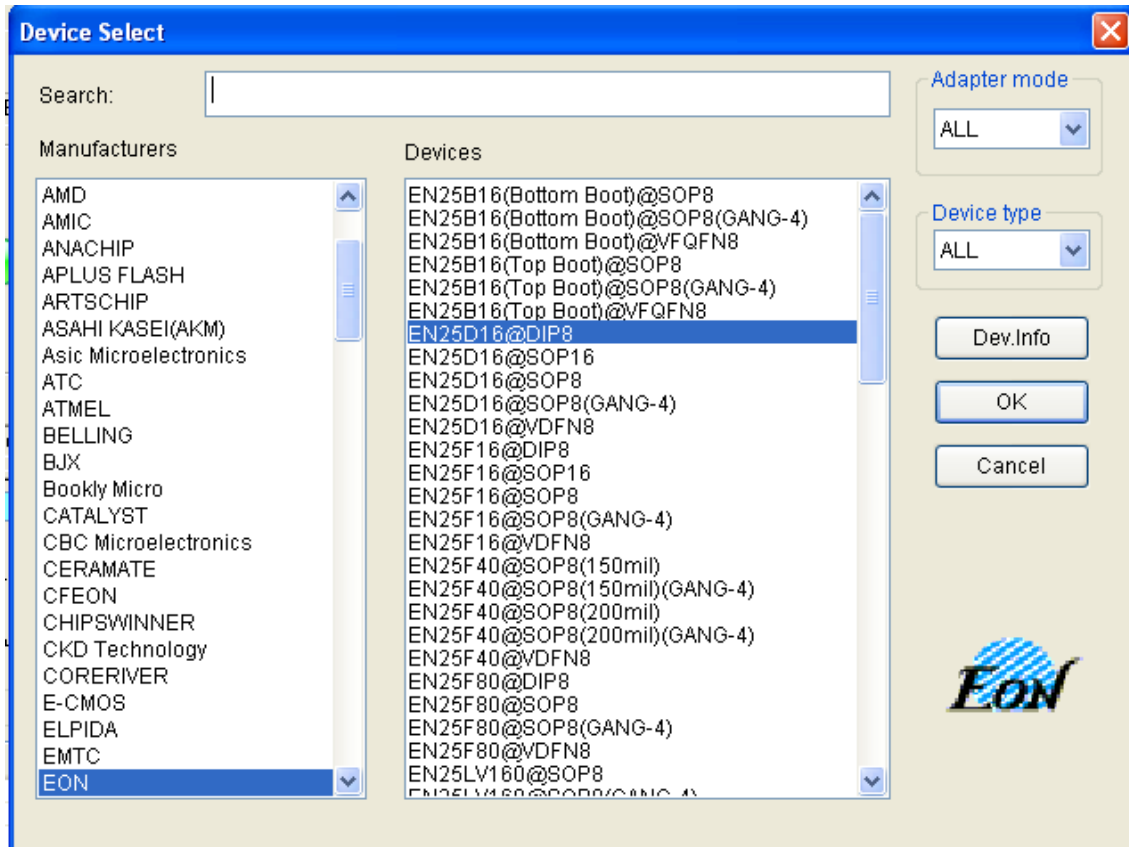 Device Select
Search:
Adapter mode
ALL
Manufacturers
Devices
AMD
AMIC
ANACHIP
APLUS FLASH
ARTSCHIP
ASAHI KASEI(AKM)
Asic Microelectronics
ATC
ATMEL
BELLING
BJX
Bookly Micro
CATALYST
CBC Microelectronics
CERAMATE
CFEON
CHIPSWINNER
CKD Technology
CORERIVER
E-CMOS
ELPIDA
EMTC
EON
EN25B16(Bottom Boot)@SOP8
EN25B16(Bottom Boot)@SOP8(GANG-4)
EN25B16(Bottom Boot)@VFQFN8
EN25B16(Top Boot)@SOP8
EN25B16(Top Boot)@SOP8(GANG-4)
EN25B16(Top Boot)@VFQFN8
EN25D16@DIP8
EN25D16@SOP16
EN25D16@SOP8
EN25D16@SOP8(GANG-4)
EN25D16@VDFN8
EN25F16@DIP8
EN25F16@SOP16
EN25F16@SOP8
EN25F16@SOP8(GANG-4)
EN25F16@VDFN8
EN25F40@SOP8(150mil)
EN25F40@SOP8(150mil)(GANG-4)
EN25F40@SOP8(200mil)
EN25F40@SOP8(200mil)(GANG-4)
EN25F40@VDFN8
EN25F80@DIP8
EN25F80@SOP8
EN25F80@SOP8(GANG-4)
EN25F80@VDFN8
EN25LV160@SOP8
EN25LV160@SOP8(GANG-4)
Device type
ALL
Dev.Info
OK
Cancel
EON